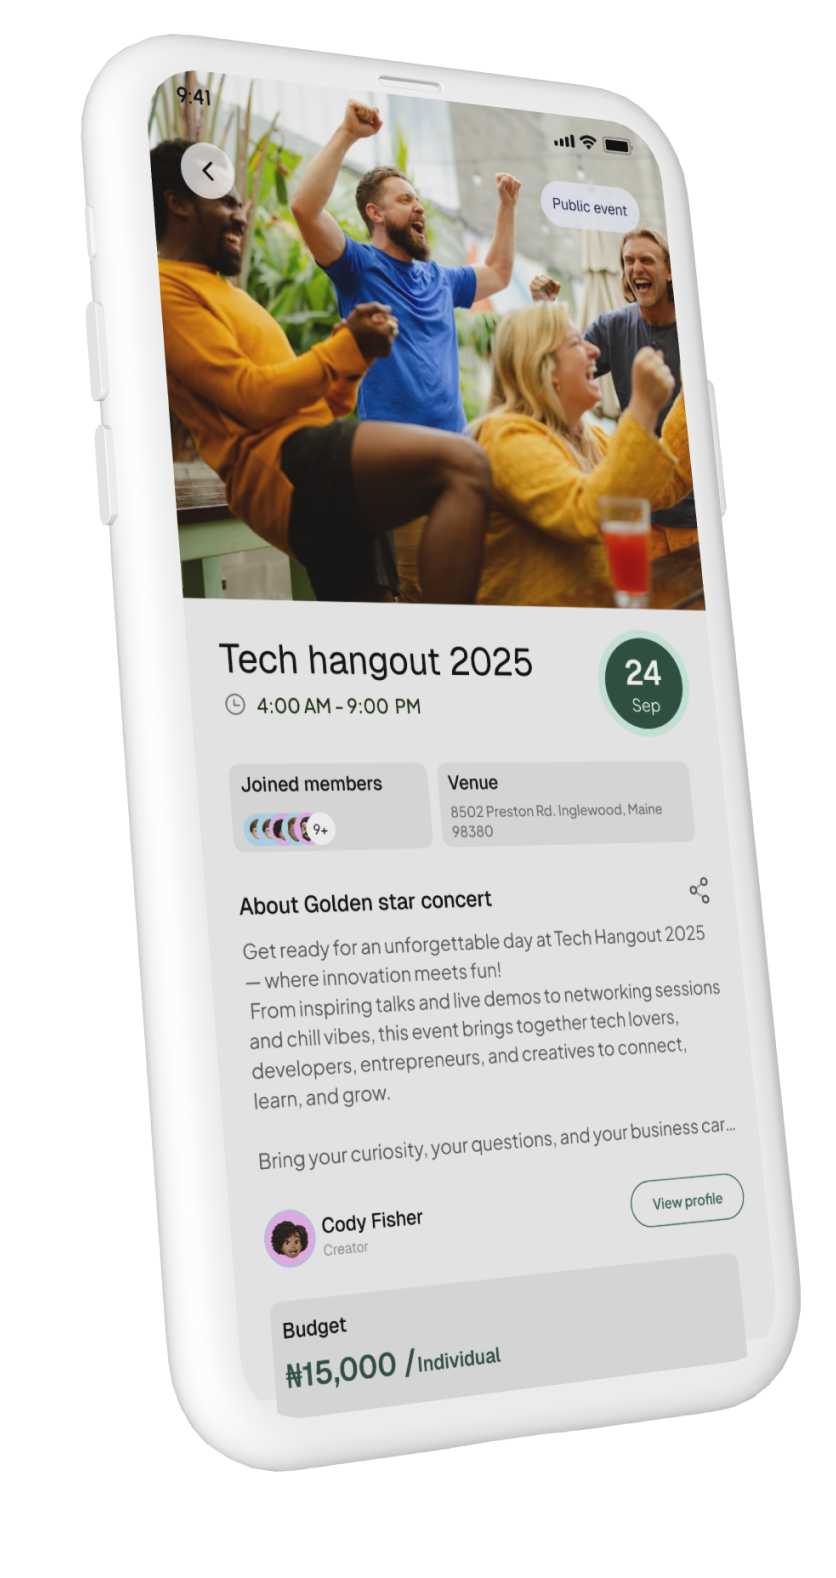 9:41
Public event
Tech hangout 2025
4:00 AM - 9:00 PM
24
Sep
Joined members
9+
Venue
8502 Preston Rd. Inglewood, Maine
98380
About Golden star concert
Get ready for an unforgettable day at Tech Hangout 2025
— where innovation meets fun!
From inspiring talks and live demos to networking sessions
and chill vibes, this event brings together tech lovers,
developers, entrepreneurs, and creatives to connect,
learn, and grow.
Bring your curiosity, your questions, and your business car...
Cody Fisher
Creator
View profile
Budget
₦15,000 /Individual